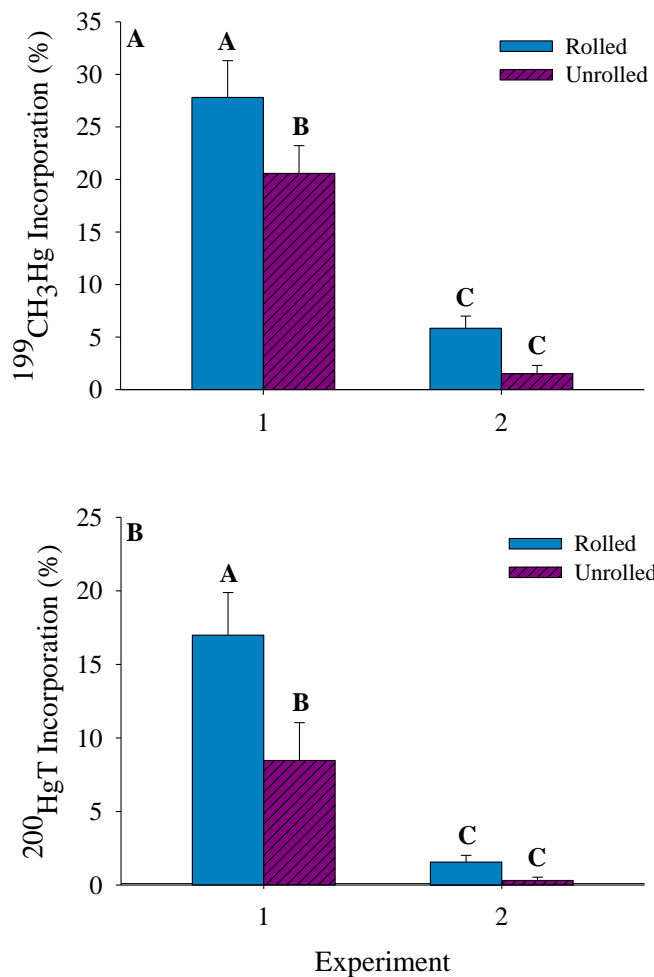 A
A
B
C
C
Rolled
Unrolled
35
30
25
20
15
10
5
0
1
2
¹⁹⁹CH₃Hg Incorporation (%)
B
A
B
C
C
Rolled
Unrolled
25
20
15
10
5
0
1
2
²⁰⁰HgT Incorporation (%)
Experiment